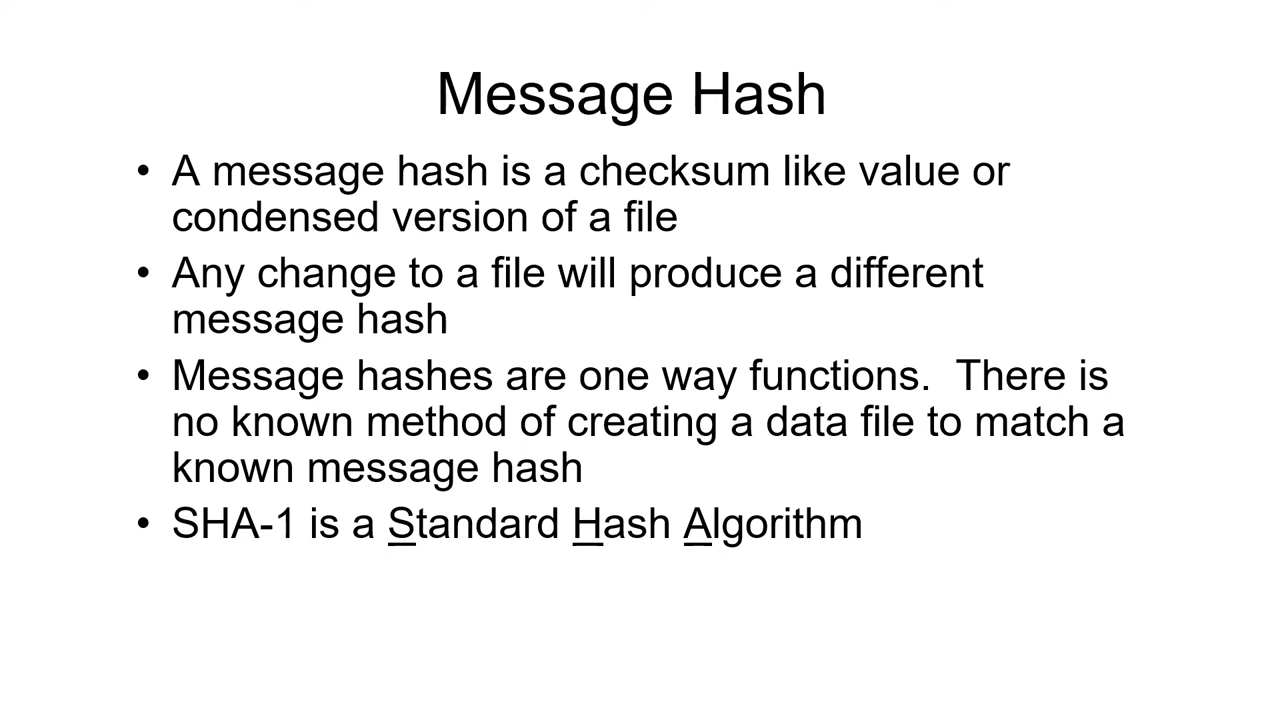 Message Hash
• A message hash is a checksum like value or
condensed version of a file
• Any change to a file will produce a different
message hash
• Message hashes are one way functions.  There is
no known method of creating a data file to match a
known message hash
• SHA-1 is a Standard Hash Algorithm